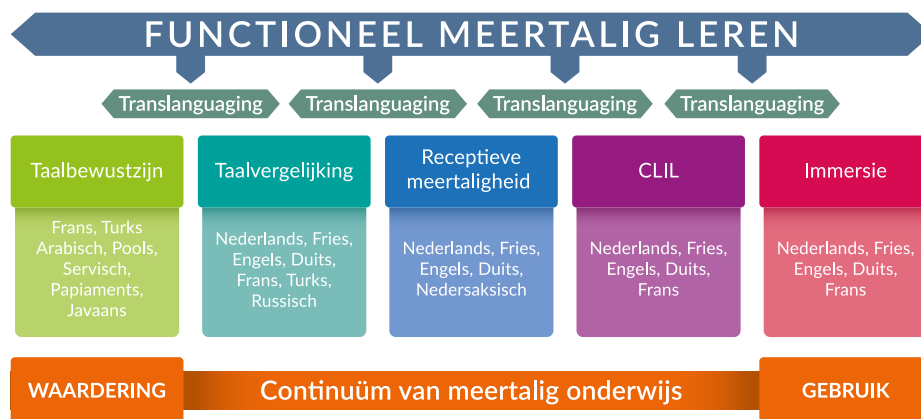 FUNCTIONEEL MEERTALIG LEREN
Translanguaging
Translanguaging
Translanguaging
Translanguaging
Taalbewustzijn
Frans, Turks
Arabisch, Pools,
Servisch,
Papiaments,
Javaans
Taalvergelijking
Nederlands, Fries,
Engels, Duits,
Frans, Turks,
Russisch
Receptieve
meertaligheid
Nederlands, Fries,
Engels, Duits,
Nedersaksisch
CLIL
Nederlands, Fries,
Engels, Duits,
Frans
Immersie
Nederlands, Fries,
Engels, Duits,
Frans
WAARDERING
Continuüm van meertalig onderwijs
GEBRUIK